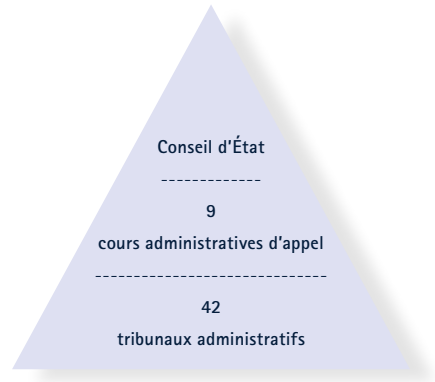 Conseil d'État
-------------
9
cours administratives d'appel
------------------------------
42
tribunaux administratifs